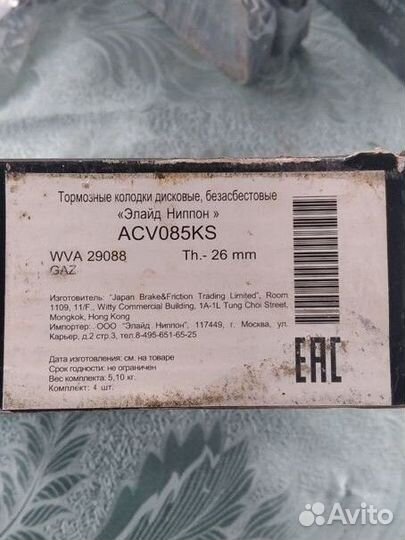 Тормозные колодки дисковые, безасбестовые
«Элайд Ниппон »
ACV085KS
WVA 29088 Th.- 26 mm
GAZ
Изготовитель: "Japan Brake&Friction Trading Limited", Room
1109, 11/F., Witty Commercial Building, 1A-1L Tung Choi Street,
Mongkok, Hong Kong
Импортер: ООО "Элайд Ниппон", 117449, г. Москва, ул.
Карьер, д.2 стр.3, тел.8-495-651-65-25
Дата изготовления: см. на товаре
Срок годности: не ограничен
Вес комплекта: 5,10 кг.
Комплект: 4 шт.
EAC
Avito